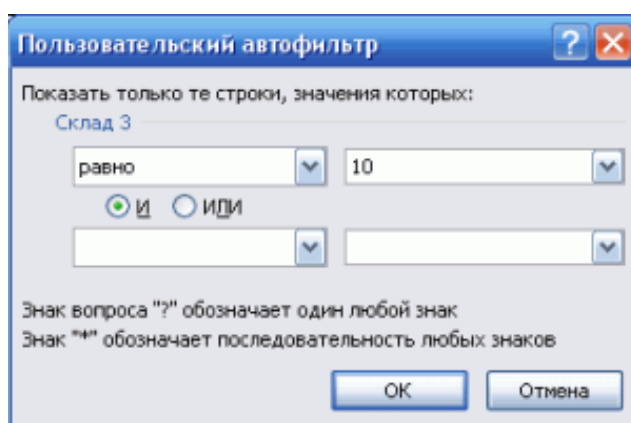 Пользовательский автофильтр
Показать только те строки, значения которых:
Склад 3
равно 10
И ИЛИ
Знак вопроса "?" обозначает один любой знак
Знак "*" обозначает последовательность любых знаков
ОК Отмена